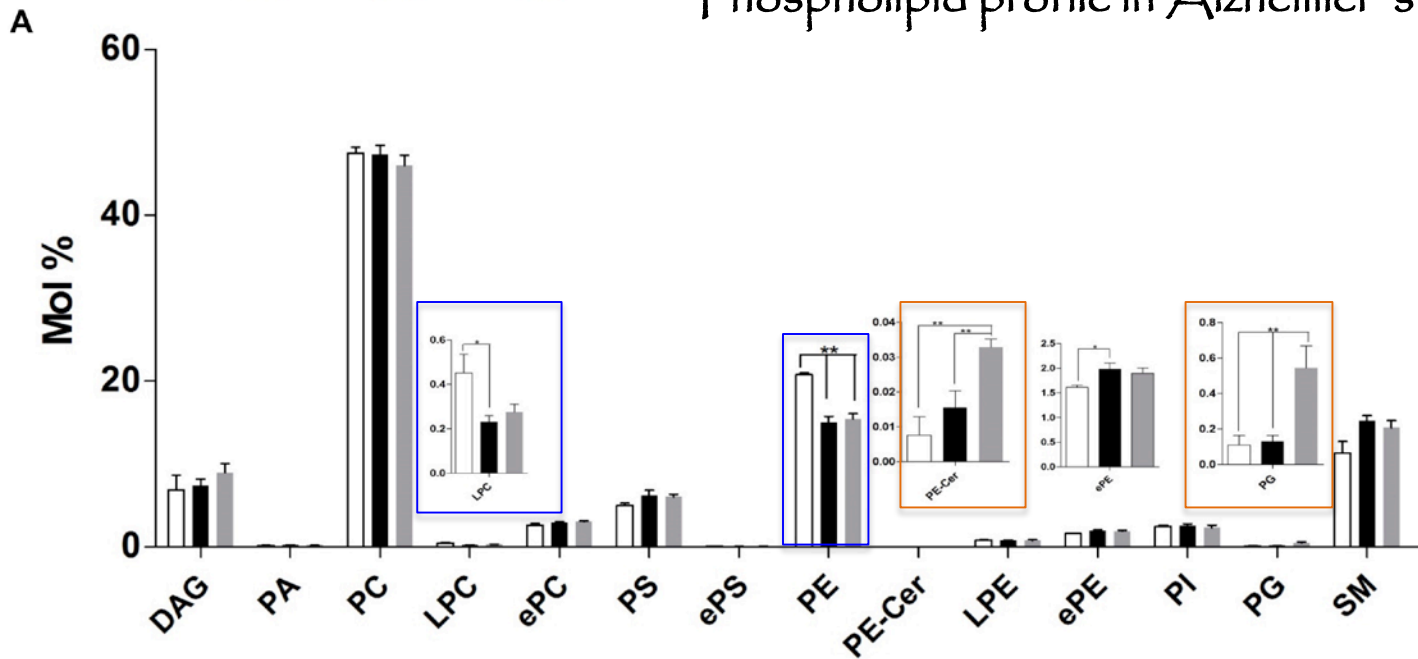 Phospholipid profile in Alzheimer's
A
Mol %
60
40
20
0
0.6
0.4
0.2
0.0
*
LPC
**
0.04
0.03
0.02
0.01
0.00
**
**
PE-Cer
2.5
2.0
1.5
1.0
0.5
0.0
*
ePE
0.8
0.6
0.4
0.2
0.0
**
PG
DAG
PA
PC
LPC
ePC
PS
ePS
PE
PE-Cer
LPE
ePE
PI
PG
SM